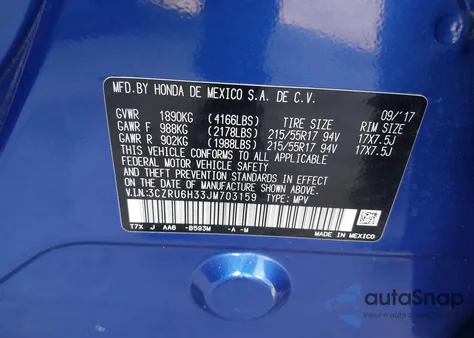 MFD.BY HONDA DE MEXICO S.A. DE C.V.
GVWR 1890KG (4166LBS) TIRE SIZE 09/'17
GAWR F 988KG (2178LBS) 215/55R17 94V RIM SIZE
GAWR R 902KG (1988LBS) 215/55R17 94V 17X7.5J
17X7.5J
THIS VEHICLE CONFORMS TO ALL APPLICABLE
FEDERAL MOTOR VEHICLE SAFETY STANDARDS
IN EFFECT ON THE DATE OF MANUFACTURE SHOWN ABOVE.
V.I.N.:3CZRU6H33JM703159 TYPE: MPV
T7X J AA6 -B593M -A -M
MADE IN MEXICO
autoSnap